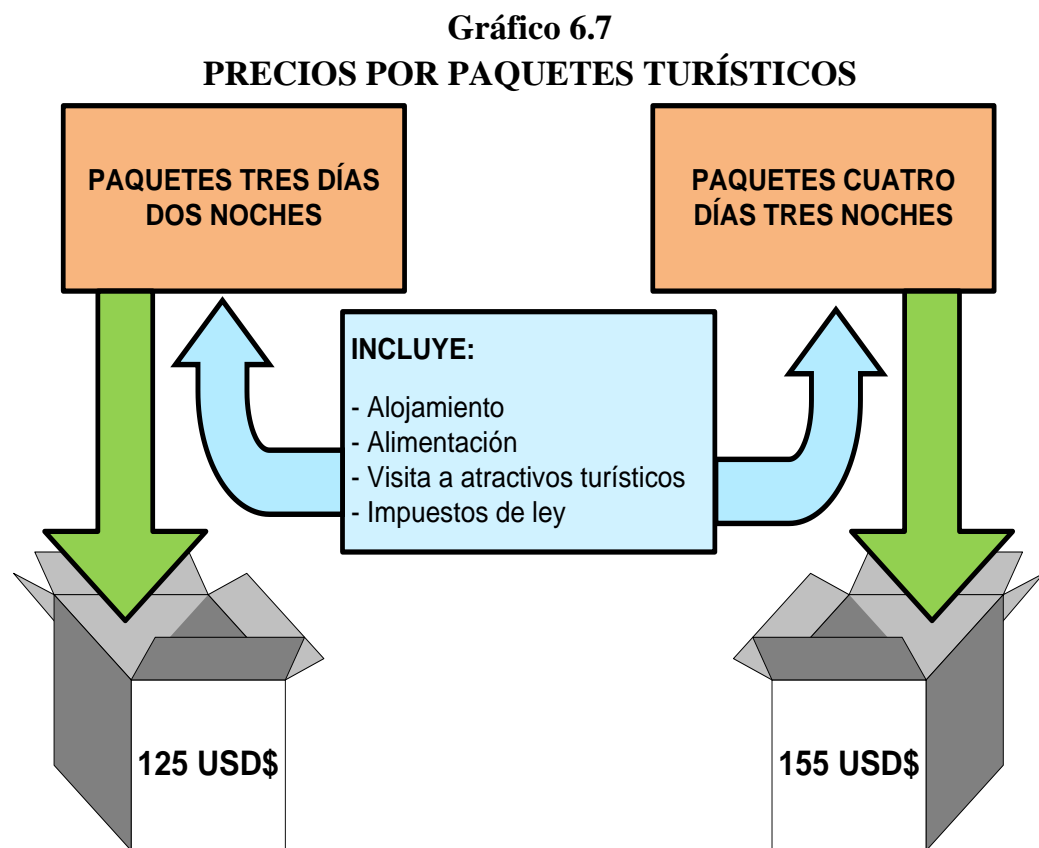 Gráfico 6.7
PRECIOS POR PAQUETES TURÍSTICOS
PAQUETES TRES DÍAS
DOS NOCHES
PAQUETES CUATRO
DÍAS TRES NOCHES
INCLUYE:
- Alojamiento
- Alimentación
- Visita a atractivos turísticos
- Impuestos de ley
125 USD$
155 USD$